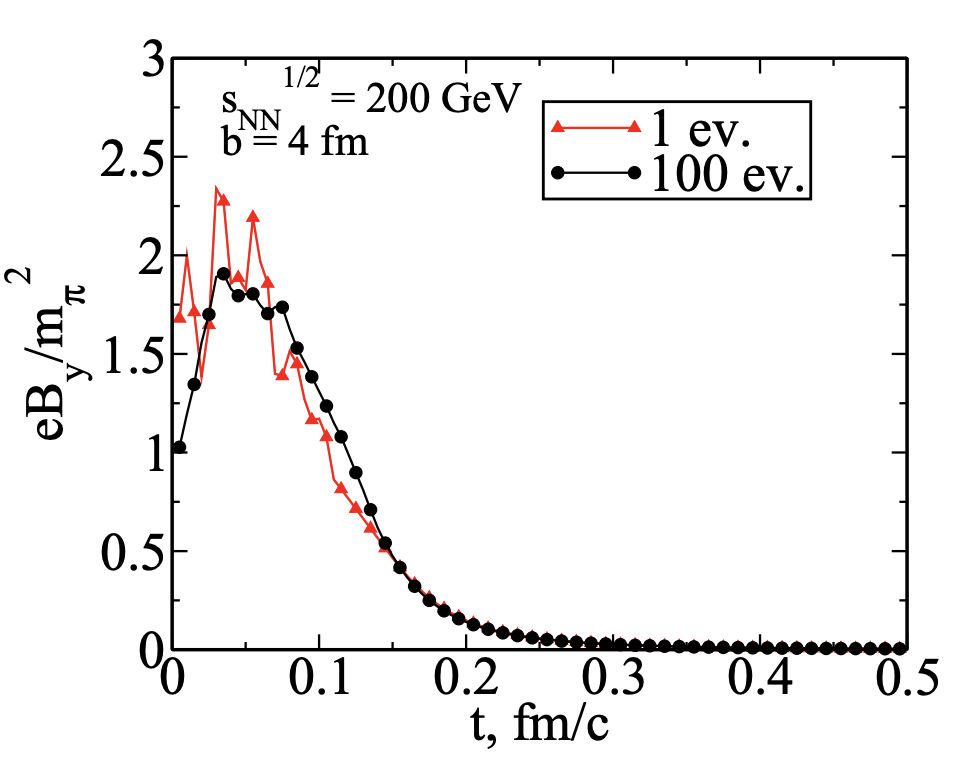 3
2.5
2
1.5
1
0.5
0
eB_y/m_π^2
s_NN^1/2 = 200 GeV
b = 4 fm
1 ev.
100 ev.
0 0.1 0.2 0.3 0.4 0.5
t, fm/c